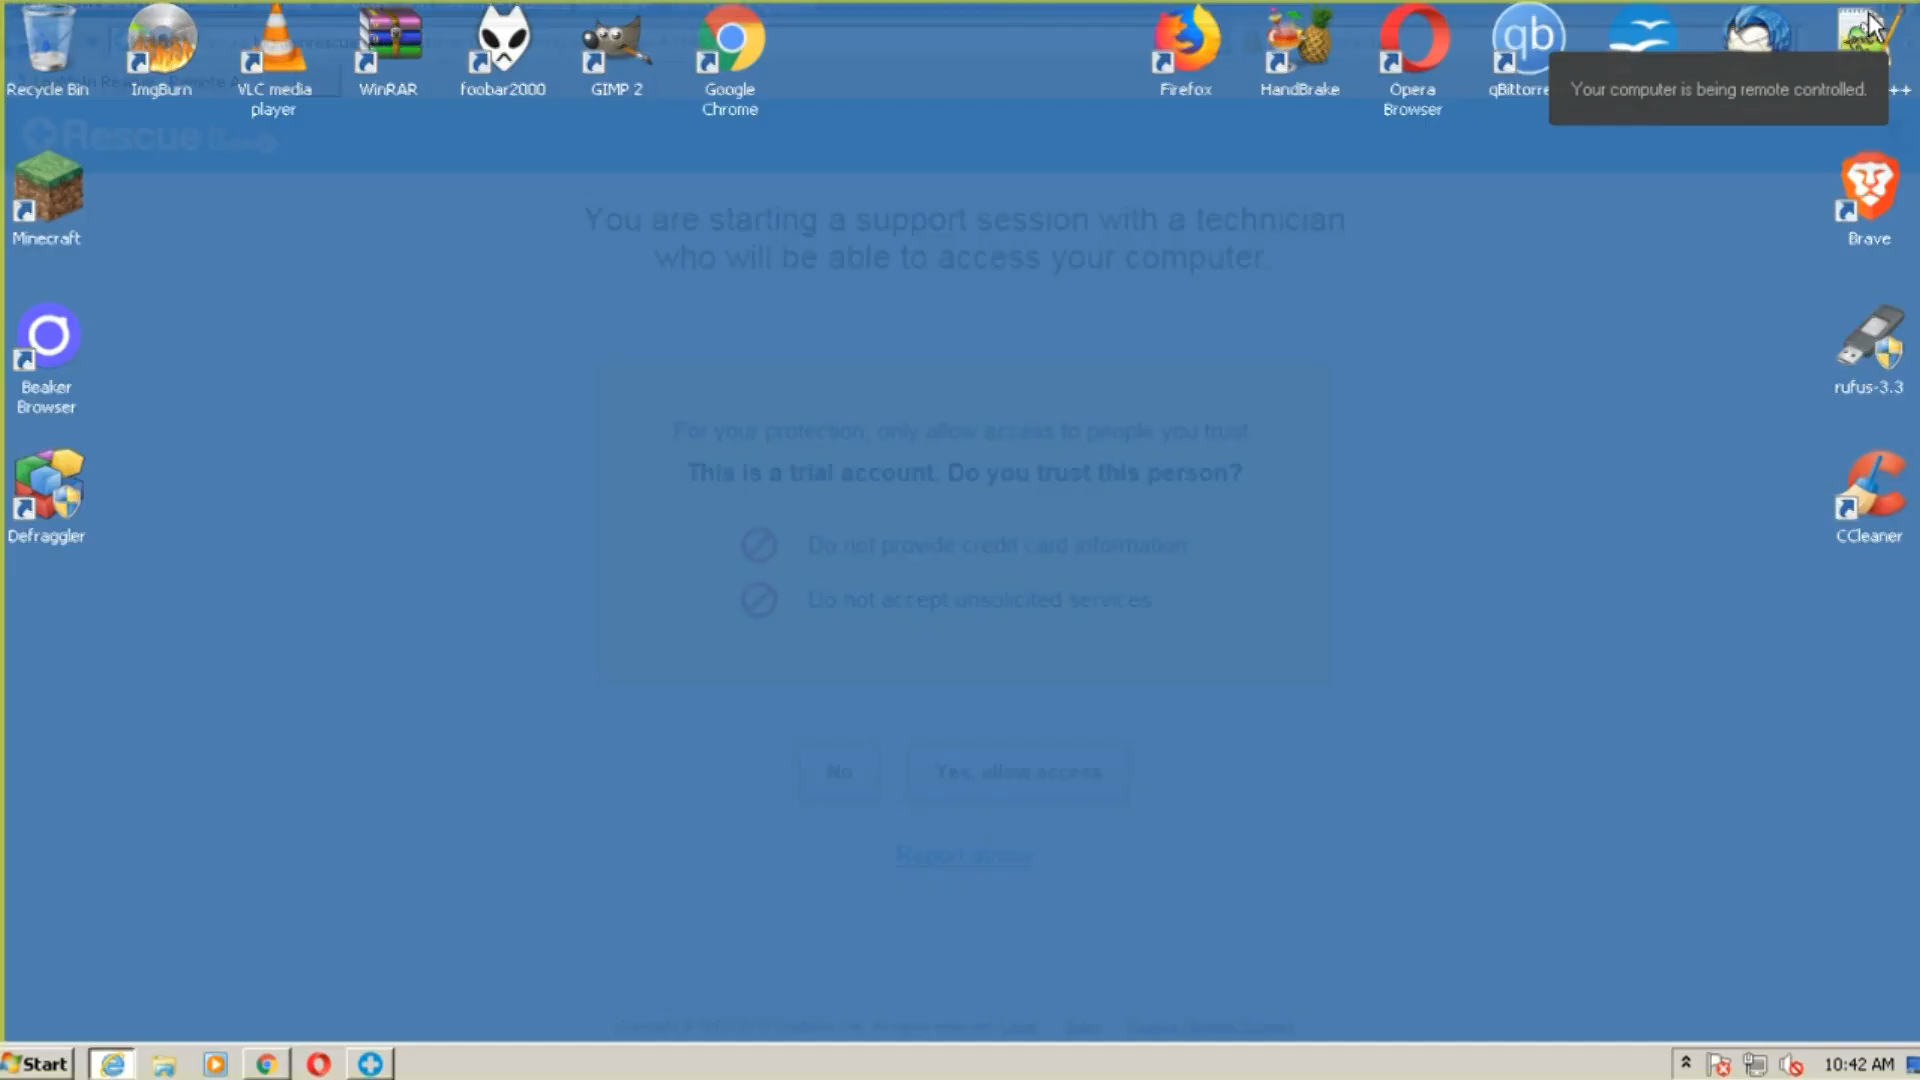 Recycle Bin
ImgBurn
VLC media
player
WinRAR
foobar2000
GIMP 2
Google
Chrome
Firefox
HandBrake
Opera
Browser
qb
qBittorre
Your computer is being remote controlled.
++
Rescue
You are starting a support session with a technician
who will be able to access your computer.
Minecraft
Brave
Beaker
Browser
rufus-3.3
For your protection, only allow access to people you trust
This is a trial account. Do you trust this person?
Defraggler
CCleaner
Do not provide credit card information
Do not accept unsolicited services
No
Yes, allow access
Report abuse
Start
10:42 AM